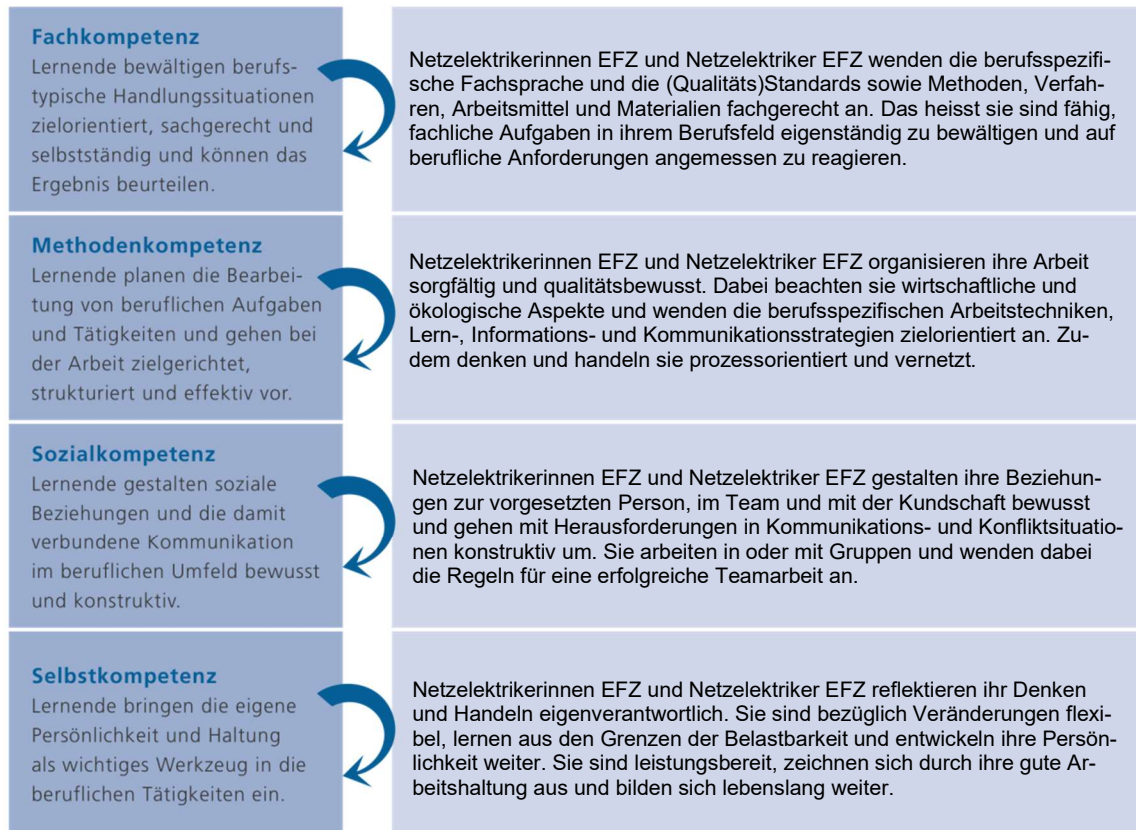 Fachkompetenz
Lernende bewältigen berufs-
typische Handlungssituationen
zielorientiert, sachgerecht und
selbstständig und können das
Ergebnis beurteilen.
Netzelektrikerinnen EFZ und Netzelektriker EFZ wenden die berufsspezifi-
sche Fachsprache und die (Qualitäts)Standards sowie Methoden, Verfah-
ren, Arbeitsmittel und Materialien fachgerecht an. Das heisst sie sind fähig,
fachliche Aufgaben in ihrem Berufsfeld eigenständig zu bewältigen und auf
berufliche Anforderungen angemessen zu reagieren.
Methodenkompetenz
Lernende planen die Bearbei-
tung von beruflichen Aufgaben
und Tätigkeiten und gehen bei
der Arbeit zielgerichtet,
strukturiert und effektiv vor.
Netzelektrikerinnen EFZ und Netzelektriker EFZ organisieren ihre Arbeit
sorgfältig und qualitätsbewusst. Dabei beachten sie wirtschaftliche und
ökologische Aspekte und wenden die berufsspezifischen Arbeitstechniken,
Lern-, Informations- und Kommunikationsstrategien zielorientiert an. Zu-
dem denken und handeln sie prozessorientiert und vernetzt.
Sozialkompetenz
Lernende gestalten soziale
Beziehungen und die damit
verbundene Kommunikation
im beruflichen Umfeld bewusst
und konstruktiv.
Netzelektrikerinnen EFZ und Netzelektriker EFZ gestalten ihre Beziehun-
gen zur vorgesetzten Person, im Team und mit der Kundschaft bewusst
und gehen mit Herausforderungen in Kommunikations- und Konfliktsituatio-
nen konstruktiv um. Sie arbeiten in oder mit Gruppen und wenden dabei
die Regeln für eine erfolgreiche Teamarbeit an.
Selbstkompetenz
Lernende bringen die eigene
Persönlichkeit und Haltung
als wichtiges Werkzeug in die
beruflichen Tätigkeiten ein.
Netzelektrikerinnen EFZ und Netzelektriker EFZ reflektieren ihr Denken
und Handeln eigenverantwortlich. Sie sind bezüglich Veränderungen flexi-
bel, lernen aus den Grenzen der Belastbarkeit und entwickeln ihre Persön-
lichkeit weiter. Sie sind leistungsbereit, zeichnen sich durch ihre gute Ar-
beitshaltung aus und bilden sich lebenslang weiter.